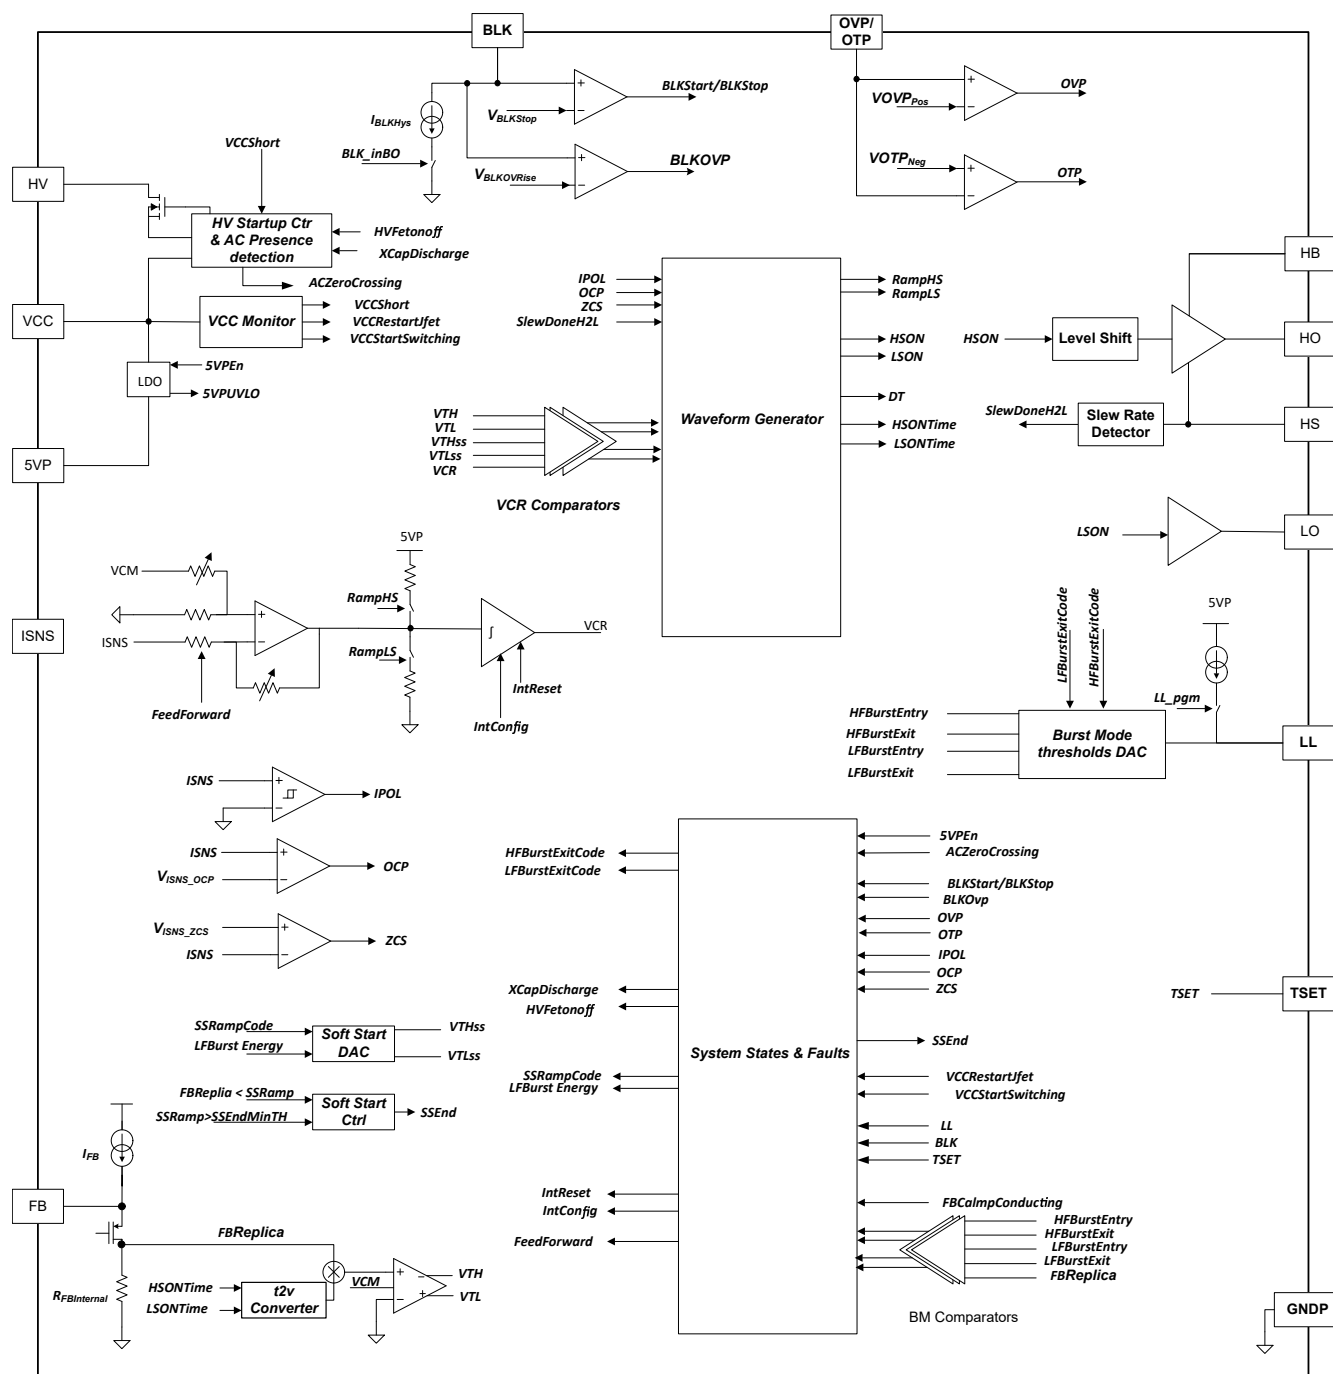 BLK
OVP/
OTP
BLKStart/BLKStop
VBLKStop
IBLKHys
BLK_inBO
BLKOVP
VBLKOVRise
OVP
VOVPPos
VOTPNeg
OTP
VCCShort
HV
HV Startup Ctr
& AC Presence
detection
HVFetonoff
XCapDischarge
ACZeroCrossing
VCC
VCC Monitor
VCCShort
VCCRestartJfet
VCCStartSwitching
LDO
5VPEn
5VPUVLO
5VP
IPOL
OCP
ZCS
SlewDoneH2L
VTH
VTL
VTHss
VTLss
VCR
VCR Comparators
Waveform Generator
RampHS
RampLS
HSON
LSON
DT
HSONTime
LSONTime
HB
HSON
Level Shift
HO
SlewDoneH2L
Slew Rate
Detector
HS
LSON
LO
ISNS
VCM
ISNS
FeedForward
5VP
RampHS
RampLS
∫
VCR
IntReset
IntConfig
LFBurstExitCode
HFBurstExitCode
5VP
LL_pgm
HFBurstEntry
HFBurstExit
LFBurstEntry
LFBurstExit
Burst Mode
thresholds DAC
LL
ISNS
IPOL
ISNS
VISNS_OCP
OCP
VISNS_ZCS
ISNS
ZCS
SSRampCode
LFBurst Energy
Soft Start
DAC
VTHss
VTLss
FBReplia < SSRamp
SSRamp>SSEndMinTH
Soft Start
Ctrl
SSEnd
IFB
FB
RFBInternal
FBReplica
HSONTime
LSONTime
t2v
Converter
VCM
VTH
VTL
HFBurstExitCode
LFBurstExitCode
XCapDischarge
HVFetonoff
SSRampCode
LFBurst Energy
IntReset
IntConfig
FeedForward
System States & Faults
5VPEn
ACZeroCrossing
BLKStart/BLKStop
BLKOvp
OVP
OTP
IPOL
OCP
ZCS
SSEnd
VCCRestartJfet
VCCStartSwitching
LL
BLK
TSET
FBCalmpConducting
HFBurstEntry
HFBurstExit
LFBurstEntry
LFBurstExit
FBReplica
BM Comparators
TSET
TSET
GNDP